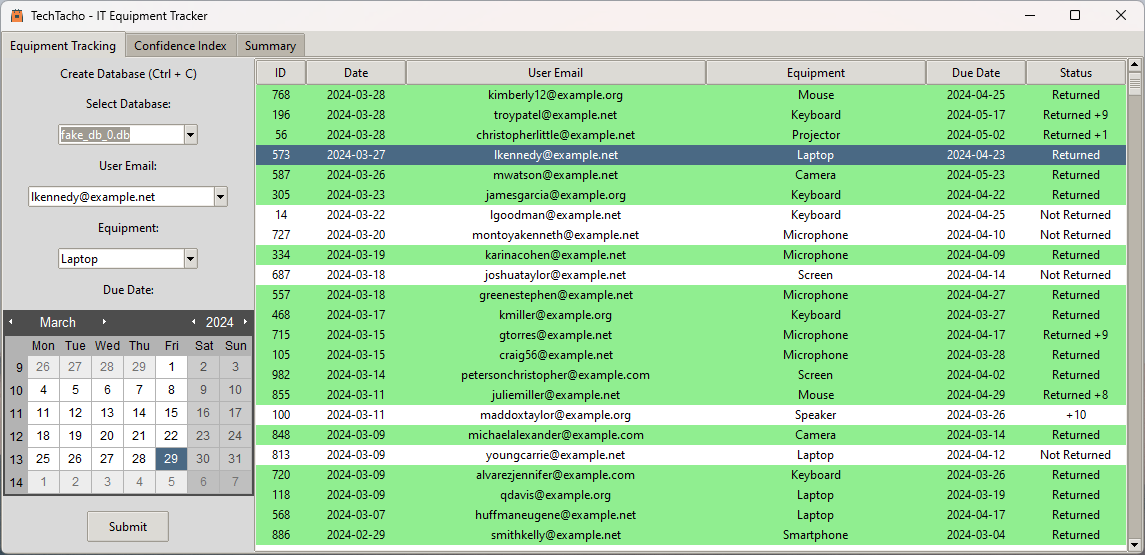 TechTacho - IT Equipment Tracker
Equipment Tracking Confidence Index Summary
Create Database (Ctrl + C)
Select Database:
fake_db_0.db
User Email:
lkennedy@example.net
Equipment:
Laptop
Due Date:
March 2024
Mon Tue Wed Thu Fri Sat Sun
9 26 27 28 29 1 2 3
10 4 5 6 7 8 9 10
11 11 12 13 14 15 16 17
12 18 19 20 21 22 23 24
13 25 26 27 28 29 30 31
14 1 2 3 4 5 6 7
Submit
ID Date User Email Equipment Due Date Status
768 2024-03-28 kimberly12@example.org Mouse 2024-04-25 Returned
196 2024-03-28 troypatel@example.net Keyboard 2024-05-17 Returned +9
56 2024-03-28 christopherlittle@example.net Projector 2024-05-02 Returned +1
573 2024-03-27 lkennedy@example.net Laptop 2024-04-23 Returned
587 2024-03-26 mwatson@example.net Camera 2024-05-23 Returned
305 2024-03-23 jamesgarcia@example.org Keyboard 2024-04-22 Returned
14 2024-03-22 lgoodman@example.net Keyboard 2024-04-25 Not Returned
727 2024-03-20 montoyakenneth@example.net Microphone 2024-04-10 Not Returned
334 2024-03-19 karinacohen@example.net Microphone 2024-04-09 Returned
687 2024-03-18 joshuataylor@example.net Screen 2024-04-14 Not Returned
557 2024-03-18 greenestephen@example.net Microphone 2024-04-27 Returned
468 2024-03-17 kmiller@example.org Keyboard 2024-03-27 Returned
715 2024-03-15 gtorres@example.net Microphone 2024-04-17 Returned +9
105 2024-03-15 craig56@example.net Microphone 2024-03-28 Returned
982 2024-03-14 petersonchristopher@example.com Screen 2024-04-02 Returned
855 2024-03-11 juliemiller@example.net Mouse 2024-04-29 Returned +8
100 2024-03-11 maddoxtaylor@example.org Speaker 2024-03-26 +10
848 2024-03-09 michaelalexander@example.com Camera 2024-03-14 Returned
813 2024-03-09 youngcarrie@example.net Laptop 2024-04-12 Not Returned
720 2024-03-09 alvarezjennifer@example.com Keyboard 2024-03-26 Returned
118 2024-03-09 qdavis@example.org Laptop 2024-03-19 Returned
568 2024-03-07 huffmaneugene@example.net Laptop 2024-04-17 Returned
886 2024-02-29 smithkelly@example.net Smartphone 2024-03-04 Returned